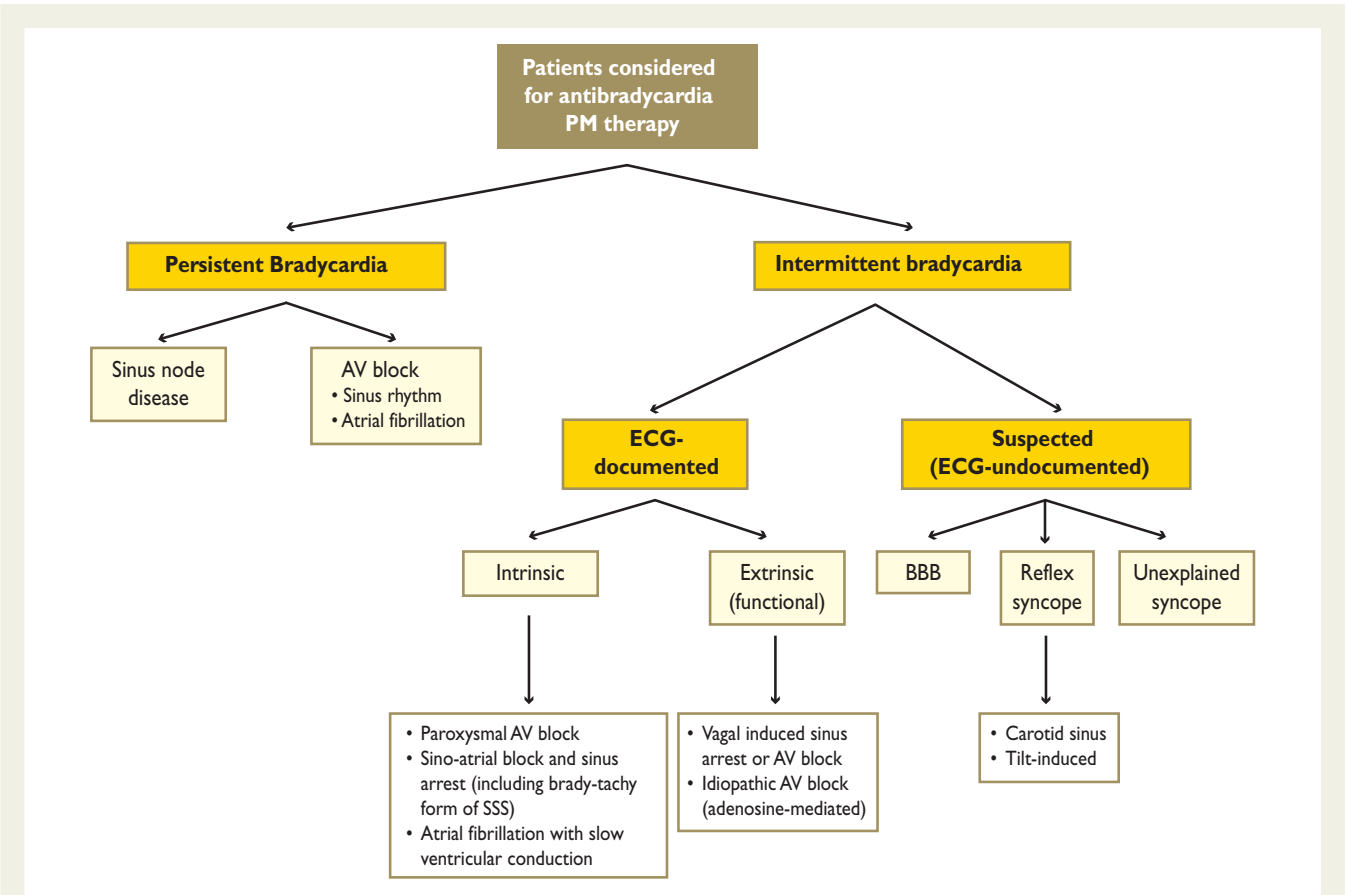 Patients considered
for antibradycardia
PM therapy
Persistent Bradycardia
Intermittent bradycardia
Sinus node
disease
AV block
• Sinus rhythm
• Atrial fibrillation
ECG-
documented
Suspected
(ECG-undocumented)
Intrinsic
Extrinsic
(functional)
BBB
Reflex
syncope
Unexplained
syncope
• Paroxysmal AV block
• Sino-atrial block and sinus
arrest (including brady-tachy
form of SSS)
• Atrial fibrillation with slow
ventricular conduction
• Vagal induced sinus
arrest or AV block
• Idiopathic AV block
(adenosine-mediated)
• Carotid sinus
• Tilt-induced